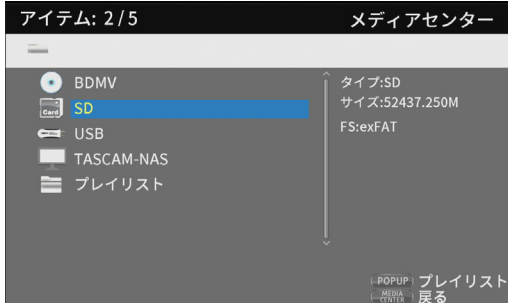 アイテム: 2/5
メディアセンター
BDMV
Card SD
USB
TASCAM-NAS
プレイリスト
タイプ:SD
サイズ:52437.250M
FS:exFAT
POPUP プレイリスト
MEDIA CENTER 戻る